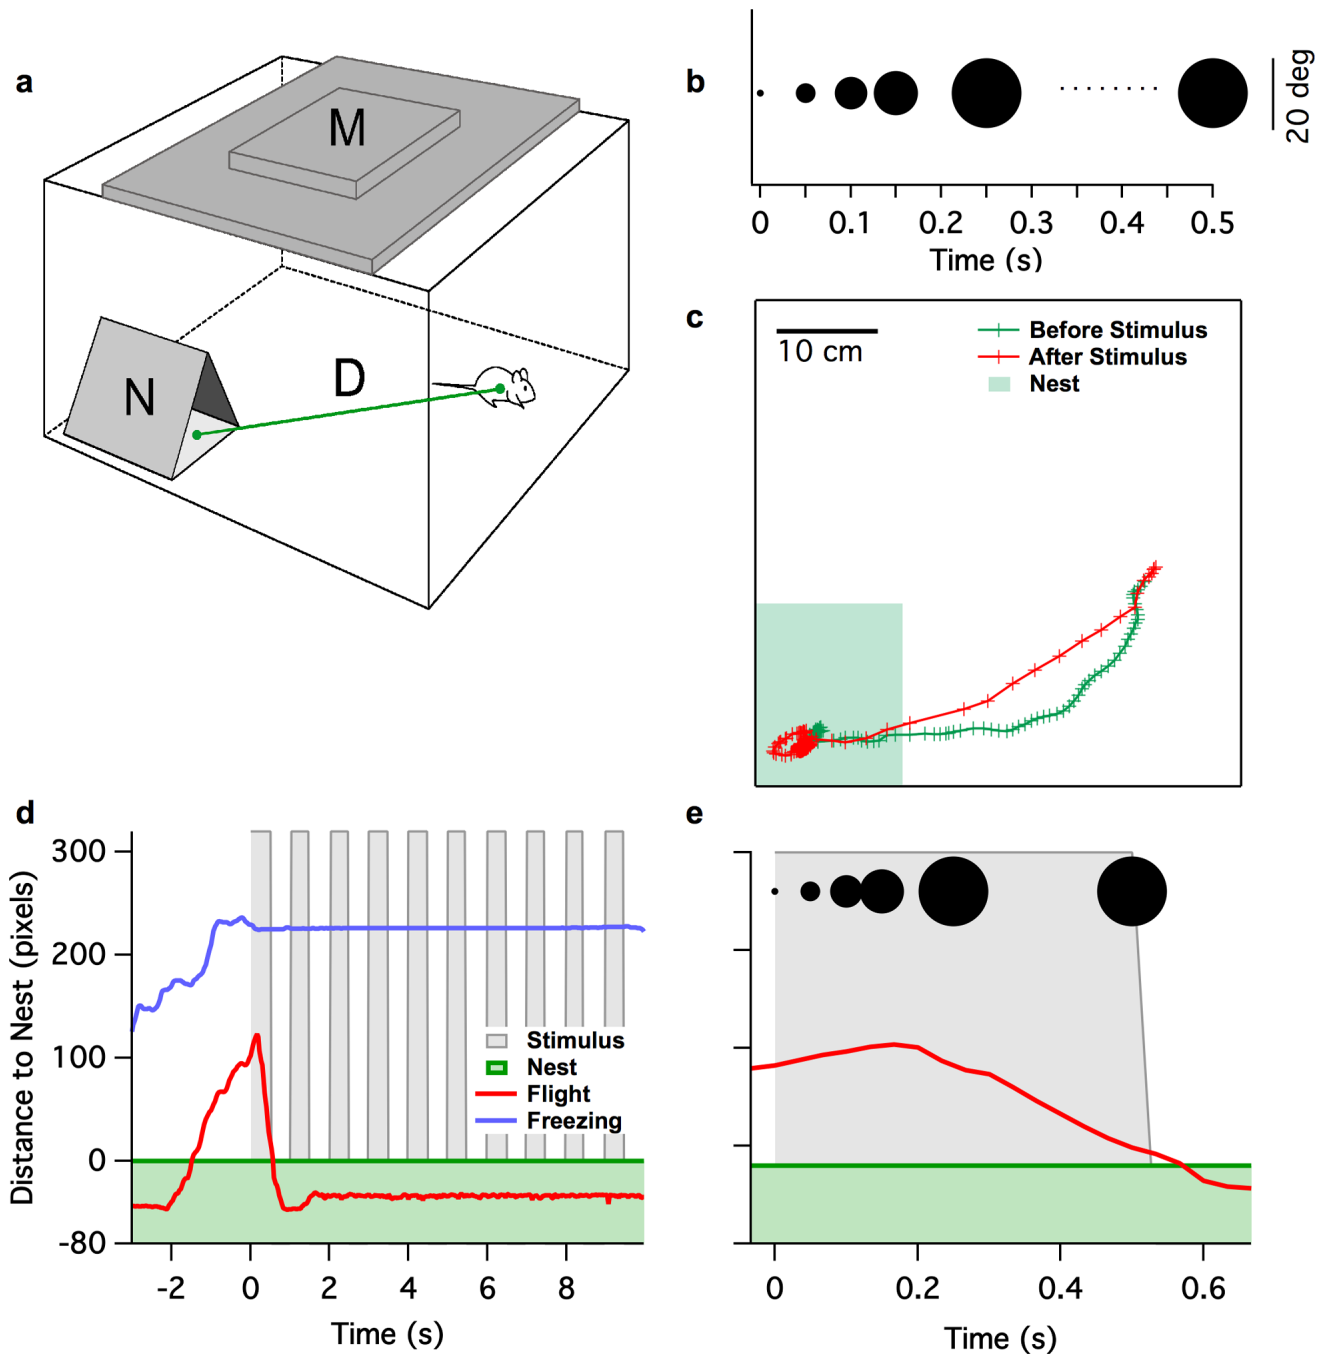 a
M
N
D
b
20 deg
0 0.1 0.2 0.3 0.4 0.5
Time (s)
c
10 cm
Before Stimulus
After Stimulus
Nest
d
Distance to Nest (pixels)
300
200
100
0
-80
Stimulus
Nest
Flight
Freezing
-2 0 2 4 6 8
Time (s)
e
0 0.2 0.4 0.6
Time (s)